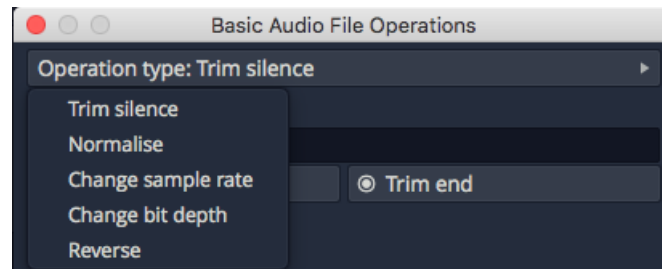 Basic Audio File Operations
Operation type: Trim silence
Trim silence
Normalise
Change sample rate
Trim end
Change bit depth
Reverse